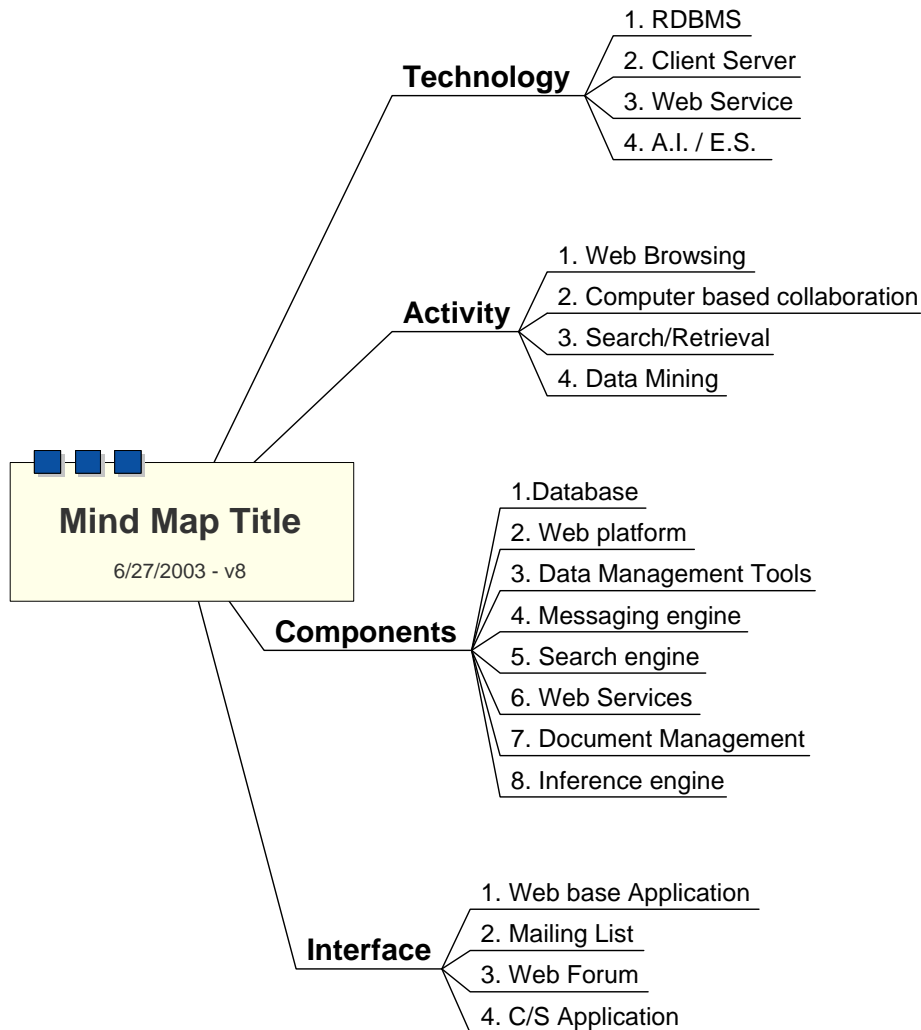 Mind Map Title
6/27/2003 - v8
Technology
1. RDBMS
2. Client Server
3. Web Service
4. A.I. / E.S.
Activity
1. Web Browsing
2. Computer based collaboration
3. Search/Retrieval
4. Data Mining
Components
1.Database
2. Web platform
3. Data Management Tools
4. Messaging engine
5. Search engine
6. Web Services
7. Document Management
8. Inference engine
Interface
1. Web base Application
2. Mailing List
3. Web Forum
4. C/S Application